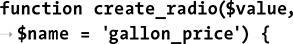 function create_radio($value,
→ $name = 'gallon_price') {